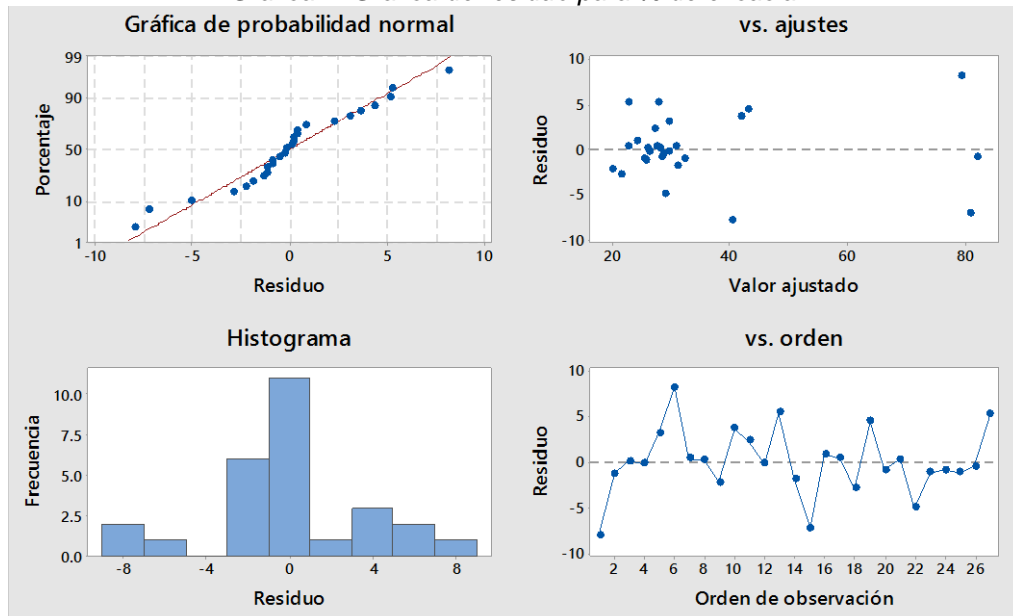 Gráfica de probabilidad normal
99
90
50
10
1
Porcentaje
-10
-5
0
5
10
Residuo
vs. ajustes
10
5
0
-5
-10
Residuo
20
40
60
80
Valor ajustado
Histograma
10.0
7.5
5.0
2.5
0.0
Frecuencia
-8
-4
0
4
8
Residuo
vs. orden
10
5
0
-5
-10
Residuo
2 4 6 8 10 12 14 16 18 20 22 24 26
Orden de observación